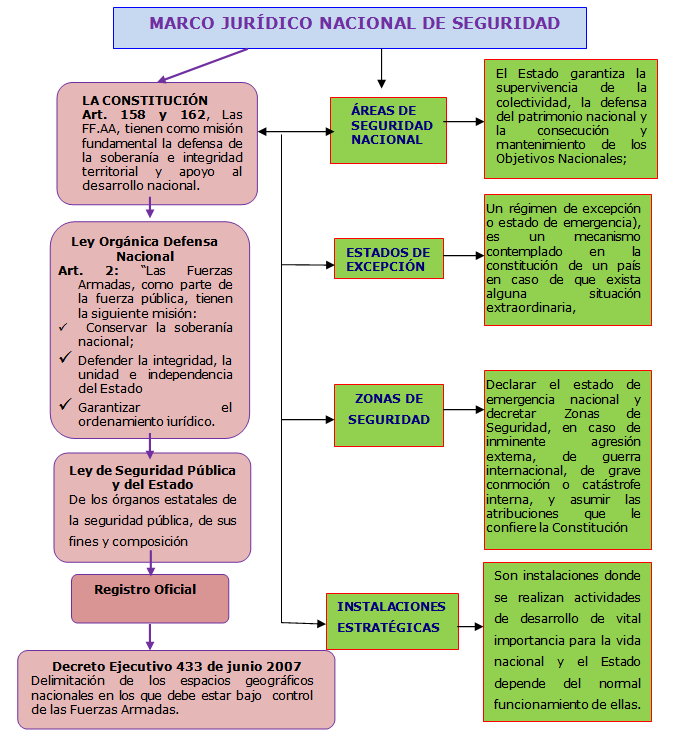 MARCO JURÍDICO NACIONAL DE SEGURIDAD
LA CONSTITUCIÓN
Art. 158 y 162, Las
FF.AA, tienen como misión
fundamental la defensa de
la soberanía e integridad
territorial y apoyo al
desarrollo nacional.
Ley Orgánica Defensa
Nacional
Art. 2: “Las Fuerzas
Armadas, como parte de
la fuerza pública, tienen
la siguiente misión:
✓ Conservar la soberanía
nacional;
✓ Defender la integridad, la
unidad e independencia
del Estado
✓ Garantizar el
ordenamiento jurídico.
Ley de Seguridad Pública
y del Estado
De los órganos estatales de
la seguridad pública, de sus
fines y composición
Registro Oficial
Decreto Ejecutivo 433 de junio 2007
Delimitación de los espacios geográficos
nacionales en los que debe estar bajo control
de las Fuerzas Armadas.
ÁREAS DE
SEGURIDAD
NACIONAL
El Estado garantiza la
supervivencia de la
colectividad, la defensa
del patrimonio nacional y
la consecución y
mantenimiento de los
Objetivos Nacionales;
ESTADOS DE
EXCEPCIÓN
Un régimen de excepción
o estado de emergencia),
es un mecanismo
contemplado en la
constitución de un país
en caso de que exista
alguna situación
extraordinaria,
ZONAS DE
SEGURIDAD
Declarar el estado de
emergencia nacional y
decretar Zonas de
Seguridad, en caso de
inminente agresión
externa, de guerra
internacional, de grave
conmoción o catástrofe
interna, y asumir las
atribuciones que le
confiere la Constitución
INSTALACIONES
ESTRATÉGICAS
Son instalaciones donde
se realizan actividades
de desarrollo de vital
importancia para la vida
nacional y el Estado
depende del normal
funcionamiento de ellas.